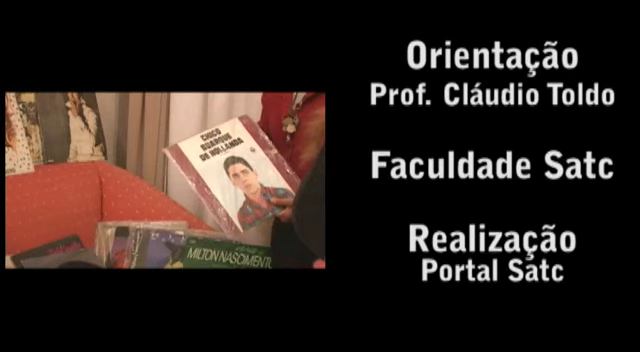 CHICO
BUARQUE
DE HOLLANDA
MILTON NASCIMENTO
Orientação
Prof. Cláudio Toldo
Faculdade Satc
Realização
Portal Satc